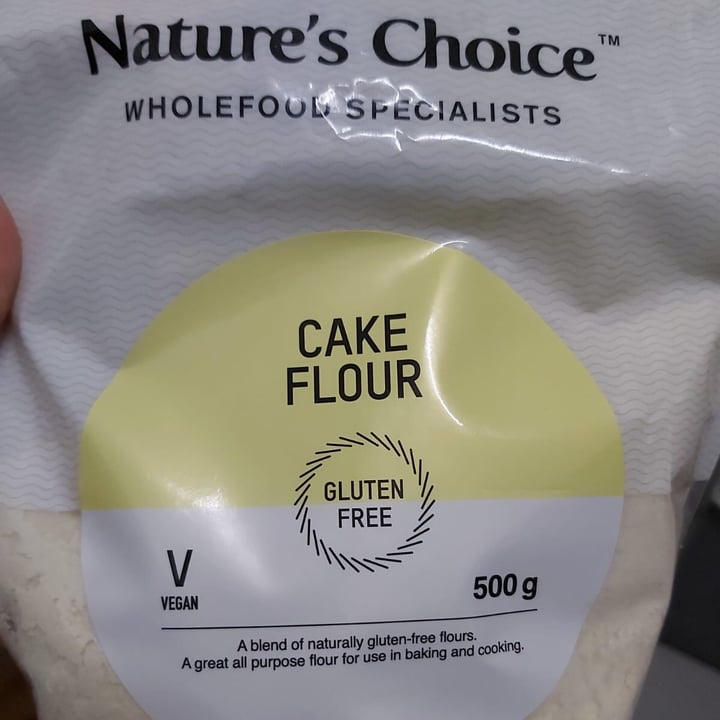 Nature's Choice™
WHOLEFOOD SPECIALISTS
CAKE
FLOUR
GLUTEN
FREE
V
VEGAN
500 g
A blend of naturally gluten-free flours.
A great all purpose flour for use in baking and cooking.